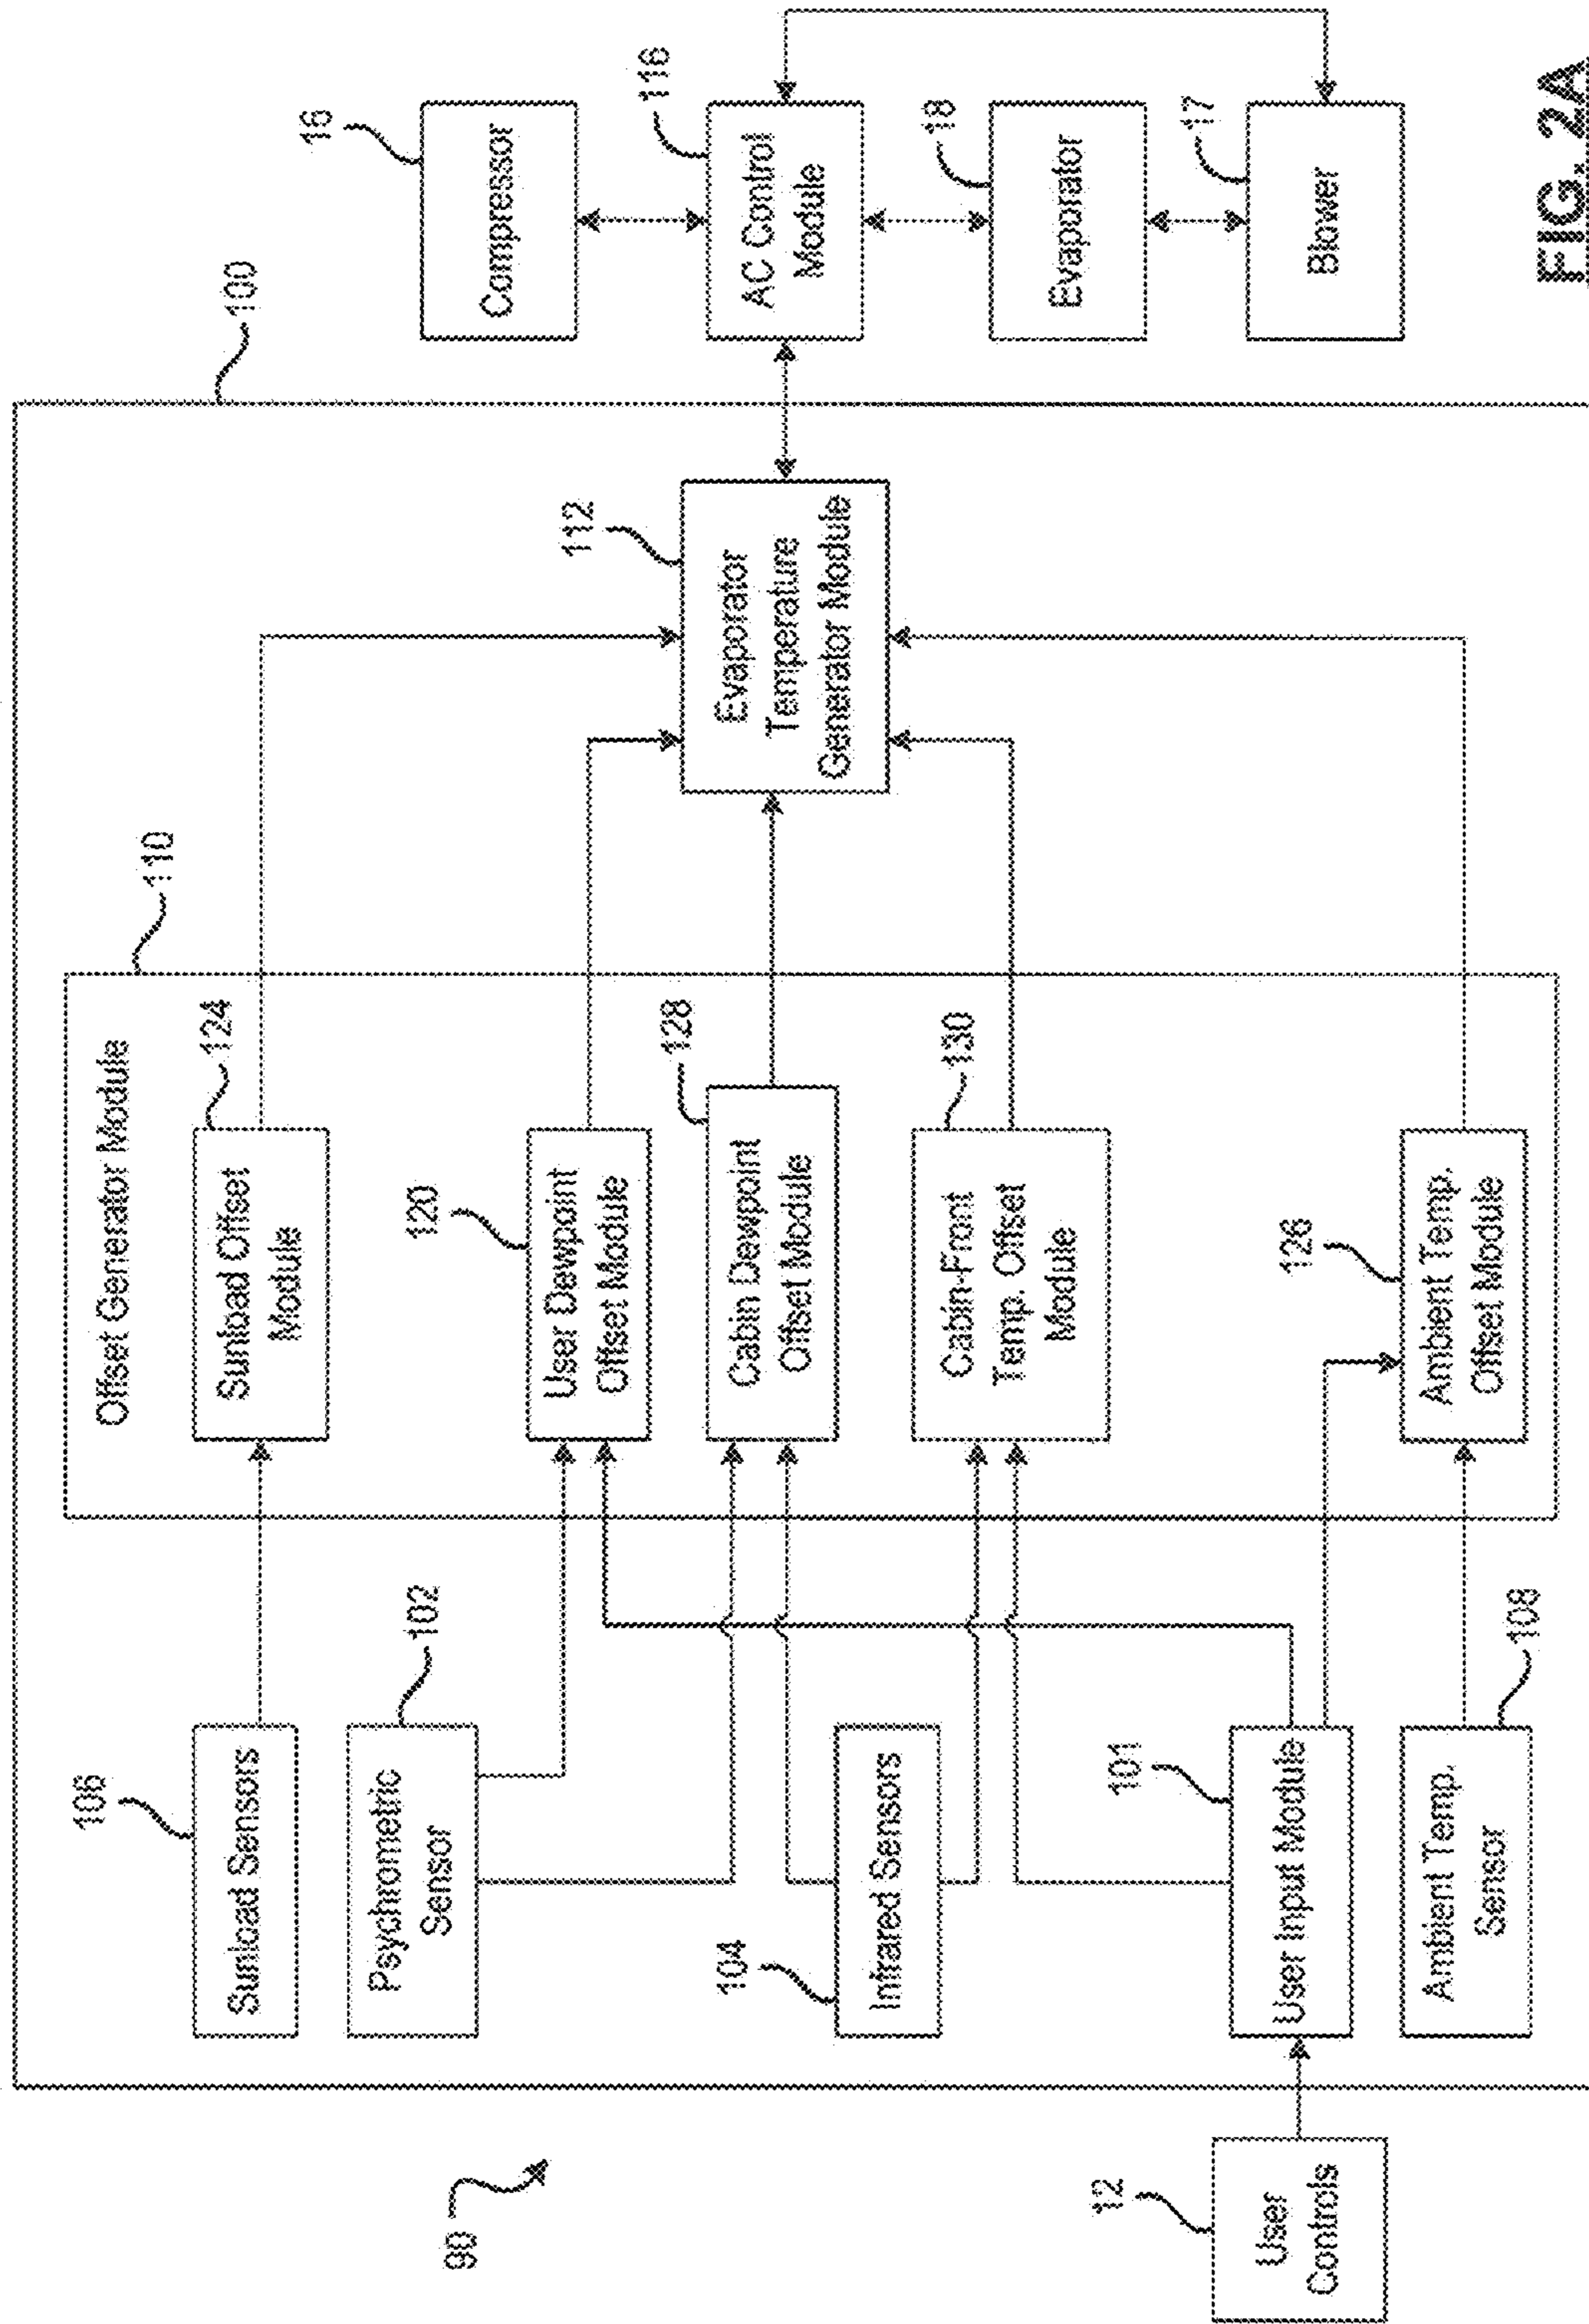 90
12
User
Controls
100
106
Sunload Sensors
102
Psychrometric
Sensor
104
Infrared Sensors
101
User Input Module
108
Ambient Temp.
Sensor
110
Offset Generator Module
124
Sunload Offset
Module
120
User Dewpoint
Offset Module
128
Cabin Dewpoint
Offset Module
130
Cabin-Front
Temp. Offset
Module
126
Ambient Temp.
Offset Module
112
Evaporator
Temperature
Generator Module
16
Compressor
116
AC Control
Module
18
Evaporator
17
Blower
FIG. 2A